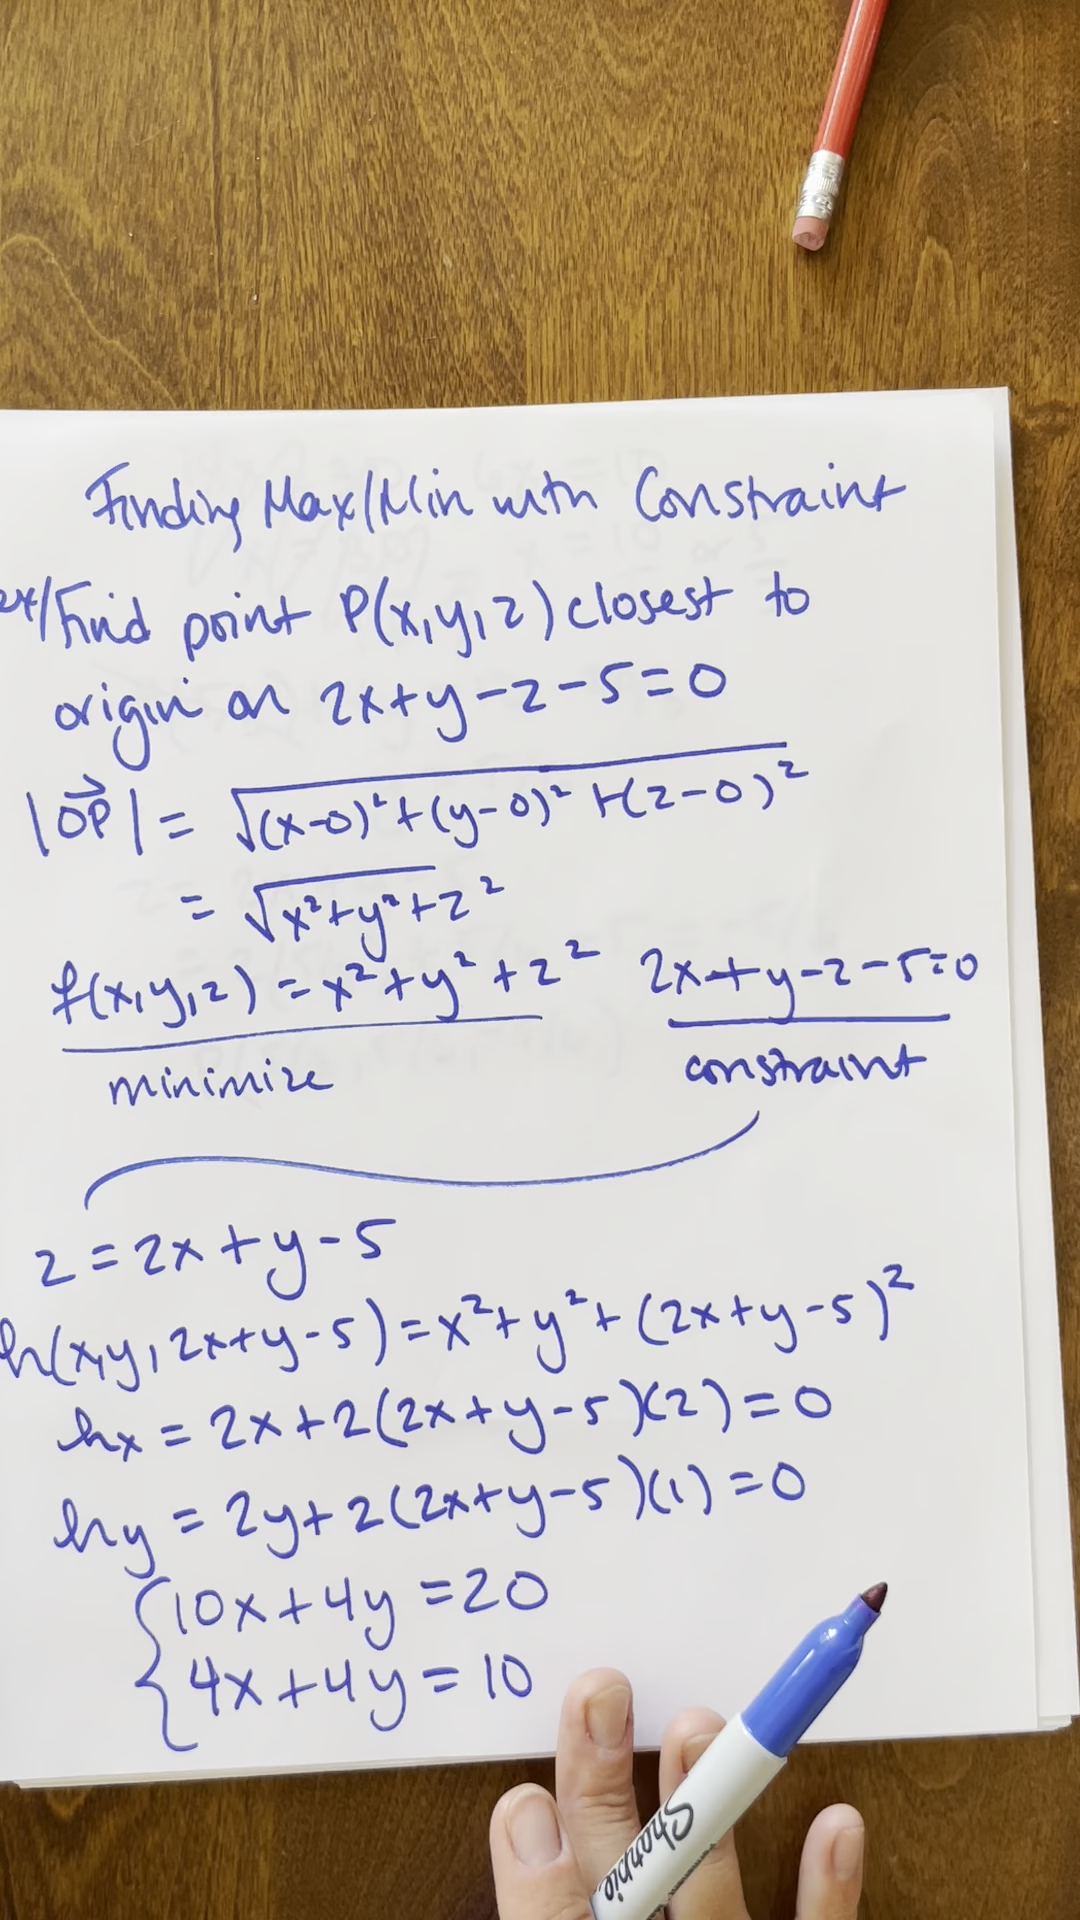 Finding Max/Min with Constraint
ex/Find point P(x,y,z) closest to
origin on 2x+y-z-5=0
|OP⃗| = √(x-0)²+(y-0)²+(z-0)²
= √x²+y²+z²
f(x,y,z) = x²+y²+z² 2x+y-z-5=0
minimize constraint
z=2x+y-5
h(x,y,2x+y-5)=x²+y²+(2x+y-5)²
hx = 2x+2(2x+y-5)(2)=0
hy = 2y+2(2x+y-5)(1)=0
{10x+4y=20
4x+4y=10
Sharpie